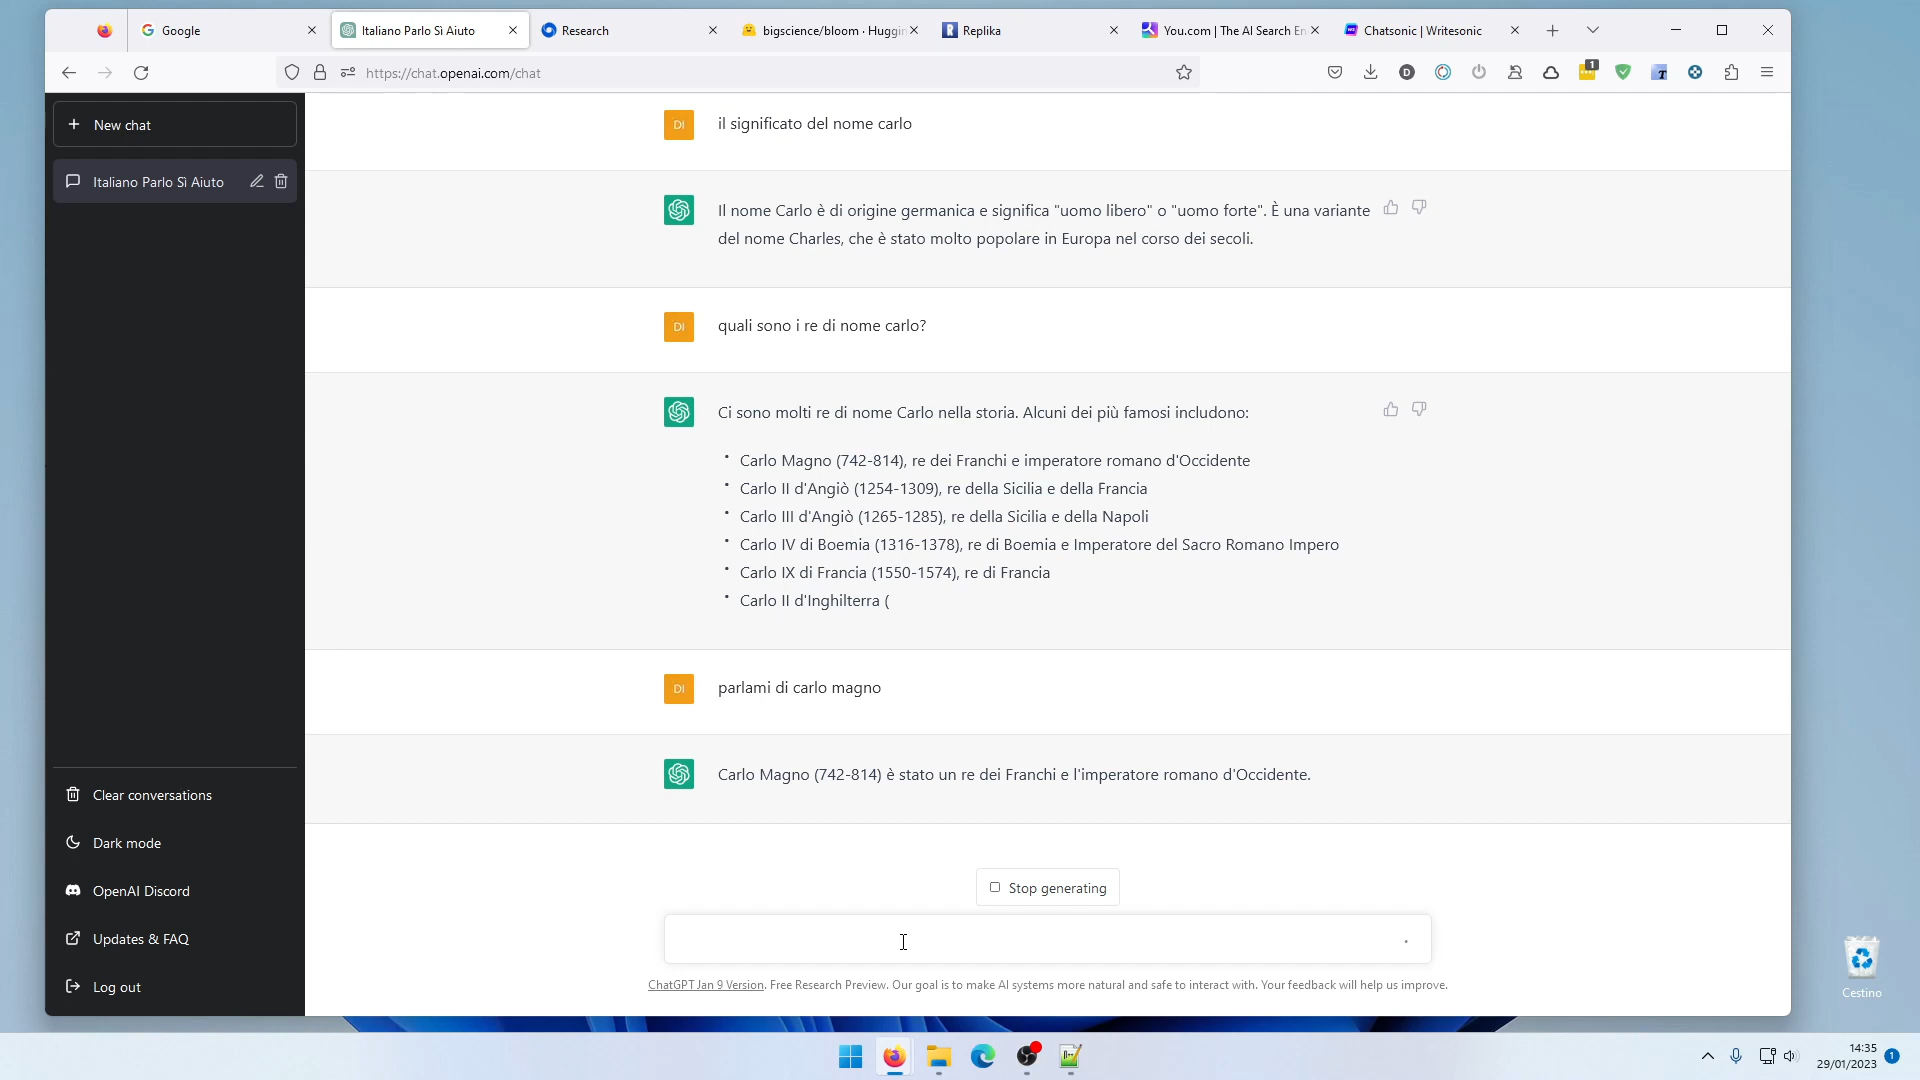 Google
Italiano Parlo Sì Aiuto
Research
bigscience/bloom · Huggin
Replika
You.com | The AI Search En
Chatsonic | Writesonic
https://chat.openai.com/chat
D
1
T
New chat
Italiano Parlo Sì Aiuto
DI
il significato del nome carlo
Il nome Carlo è di origine germanica e significa "uomo libero" o "uomo forte". È una variante
del nome Charles, che è stato molto popolare in Europa nel corso dei secoli.
DI
quali sono i re di nome carlo?
Ci sono molti re di nome Carlo nella storia. Alcuni dei più famosi includono:
• Carlo Magno (742-814), re dei Franchi e imperatore romano d'Occidente
• Carlo II d'Angiò (1254-1309), re della Sicilia e della Francia
• Carlo III d'Angiò (1265-1285), re della Sicilia e della Napoli
• Carlo IV di Boemia (1316-1378), re di Boemia e Imperatore del Sacro Romano Impero
• Carlo IX di Francia (1550-1574), re di Francia
• Carlo II d'Inghilterra (
DI
parlami di carlo magno
Carlo Magno (742-814) è stato un re dei Franchi e l'imperatore romano d'Occidente.
Clear conversations
Dark mode
OpenAI Discord
Updates & FAQ
Log out
Stop generating
ChatGPT Jan 9 Version. Free Research Preview. Our goal is to make AI systems more natural and safe to interact with. Your feedback will help us improve.
Cestino
14:35
29/01/2023
1